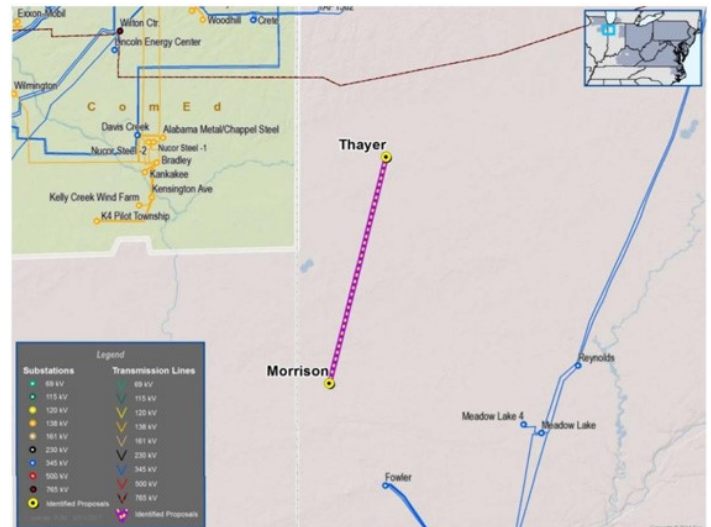 Exxon-Mobil
Woodhill
Crete
Wilton Ctr.
Lincoln Energy Center
Wilmington
C o m E d
Davis Creek
Alabama Metal/Chappel Steel
Nucor Steel -2
Nucor Steel -1
Bradley
Kankakee
Kensington Ave
Kelly Creek Wind Farm
K4 Pilot Township
Thayer
Morrison
Reynolds
Meadow Lake 4
Meadow Lake
Fowler
Legend
Substations
69 kV
115 kV
120 kV
138 kV
161 kV
230 kV
345 kV
500 kV
765 kV
Identified Proposals
Transmission Lines
69 kV
115 kV
120 kV
138 kV
161 kV
230 kV
345 kV
500 kV
765 kV
Identified Proposals